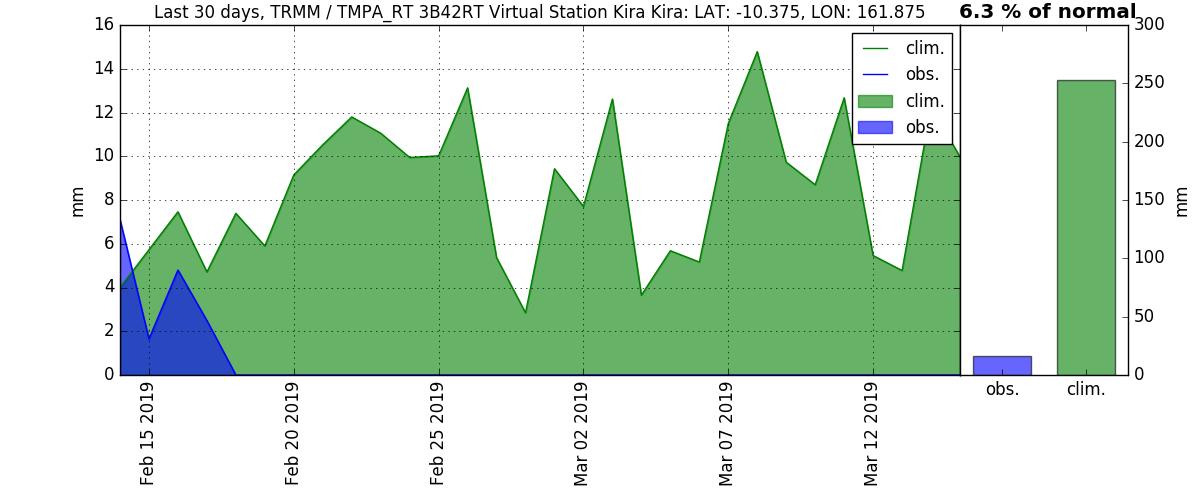 Last 30 days, TRMM / TMPA_RT 3B42RT Virtual Station Kira Kira: LAT: -10.375, LON: 161.875
6.3 % of normal
16
14
12
10
8
6
4
2
0
mm
clim.
obs.
clim.
obs.
Feb 15 2019
Feb 20 2019
Feb 25 2019
Mar 02 2019
Mar 07 2019
Mar 12 2019
300
250
200
150
100
50
0
mm
obs.
clim.